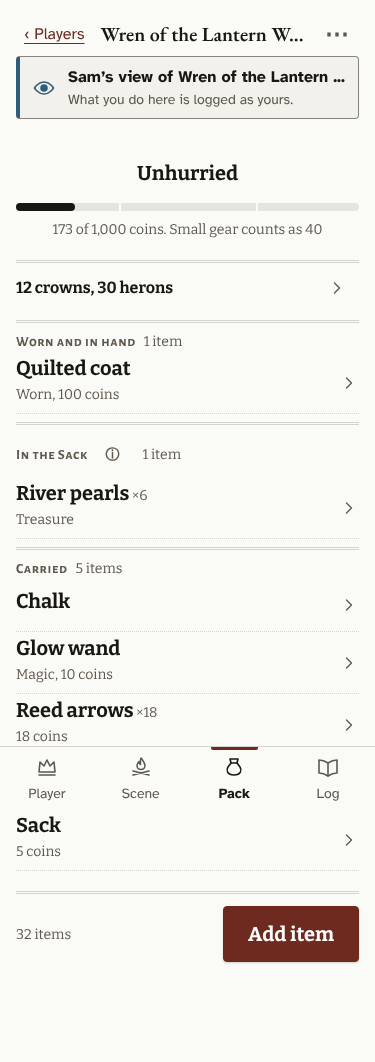 ‹ Players
Wren of the Lantern W...
Sam's view of Wren of the Lantern ...
What you do here is logged as yours.
Unhurried
173 of 1,000 coins. Small gear counts as 40
12 crowns, 30 herons
Worn and in hand 1 item
Quilted coat
Worn, 100 coins
In the Sack 1 item
River pearls ×6
Treasure
Carried 5 items
Chalk
Glow wand
Magic, 10 coins
Reed arrows ×18
18 coins
Player
Scene
Pack
Log
Sack
5 coins
32 items
Add item